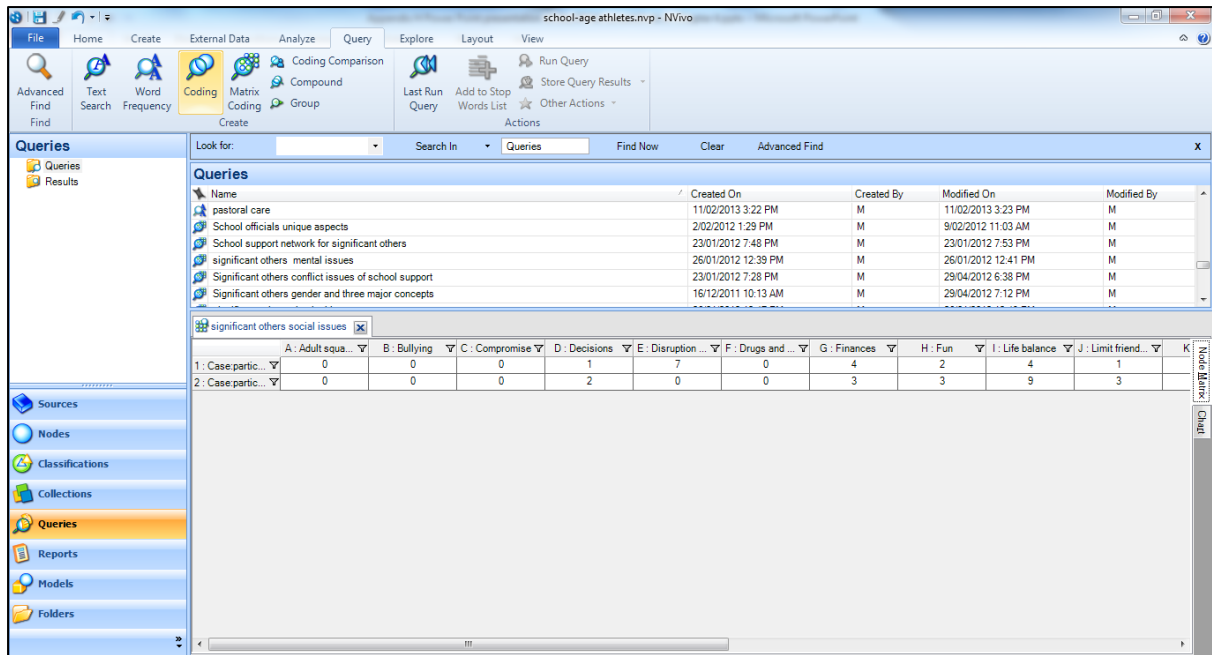 school-age athletes.nvp - NVivo
File Home Create External Data Analyze Query Explore Layout View
Advanced Find Text Search Word Frequency Coding Matrix Coding Coding Comparison Compound Group Last Run Query Add to Stop Words List Run Query Store Query Results Other Actions
Find Create Actions
Queries
Queries
Results
Look for: Search In Queries Find Now Clear Advanced Find x
Queries
Name Created On Created By Modified On Modified By
pastoral care 11/02/2013 3:22 PM M 11/02/2013 3:23 PM M
School officials unique aspects 2/02/2012 1:29 PM M 9/02/2012 11:03 AM M
School support network for significant others 23/01/2012 7:48 PM M 23/01/2012 7:53 PM M
significant others mental issues 26/01/2012 12:39 PM M 26/01/2012 12:41 PM M
Significant others conflict issues of school support 23/01/2012 7:28 PM M 29/04/2012 6:38 PM M
Significant others gender and three major concepts 16/12/2011 10:13 AM M 29/04/2012 7:12 PM M
significant others social issues
A : Adult squa... B : Bullying C : Compromise D : Decisions E : Disruption ... F : Drugs and ... G : Finances H : Fun I : Life balance J : Limit friend... K
1 : Case:partic... 0 0 0 1 7 0 4 2 4 1
2 : Case:partic... 0 0 0 2 0 0 3 3 9 3
Node Matrix
Chart
Sources
Nodes
Classifications
Collections
Queries
Reports
Models
Folders